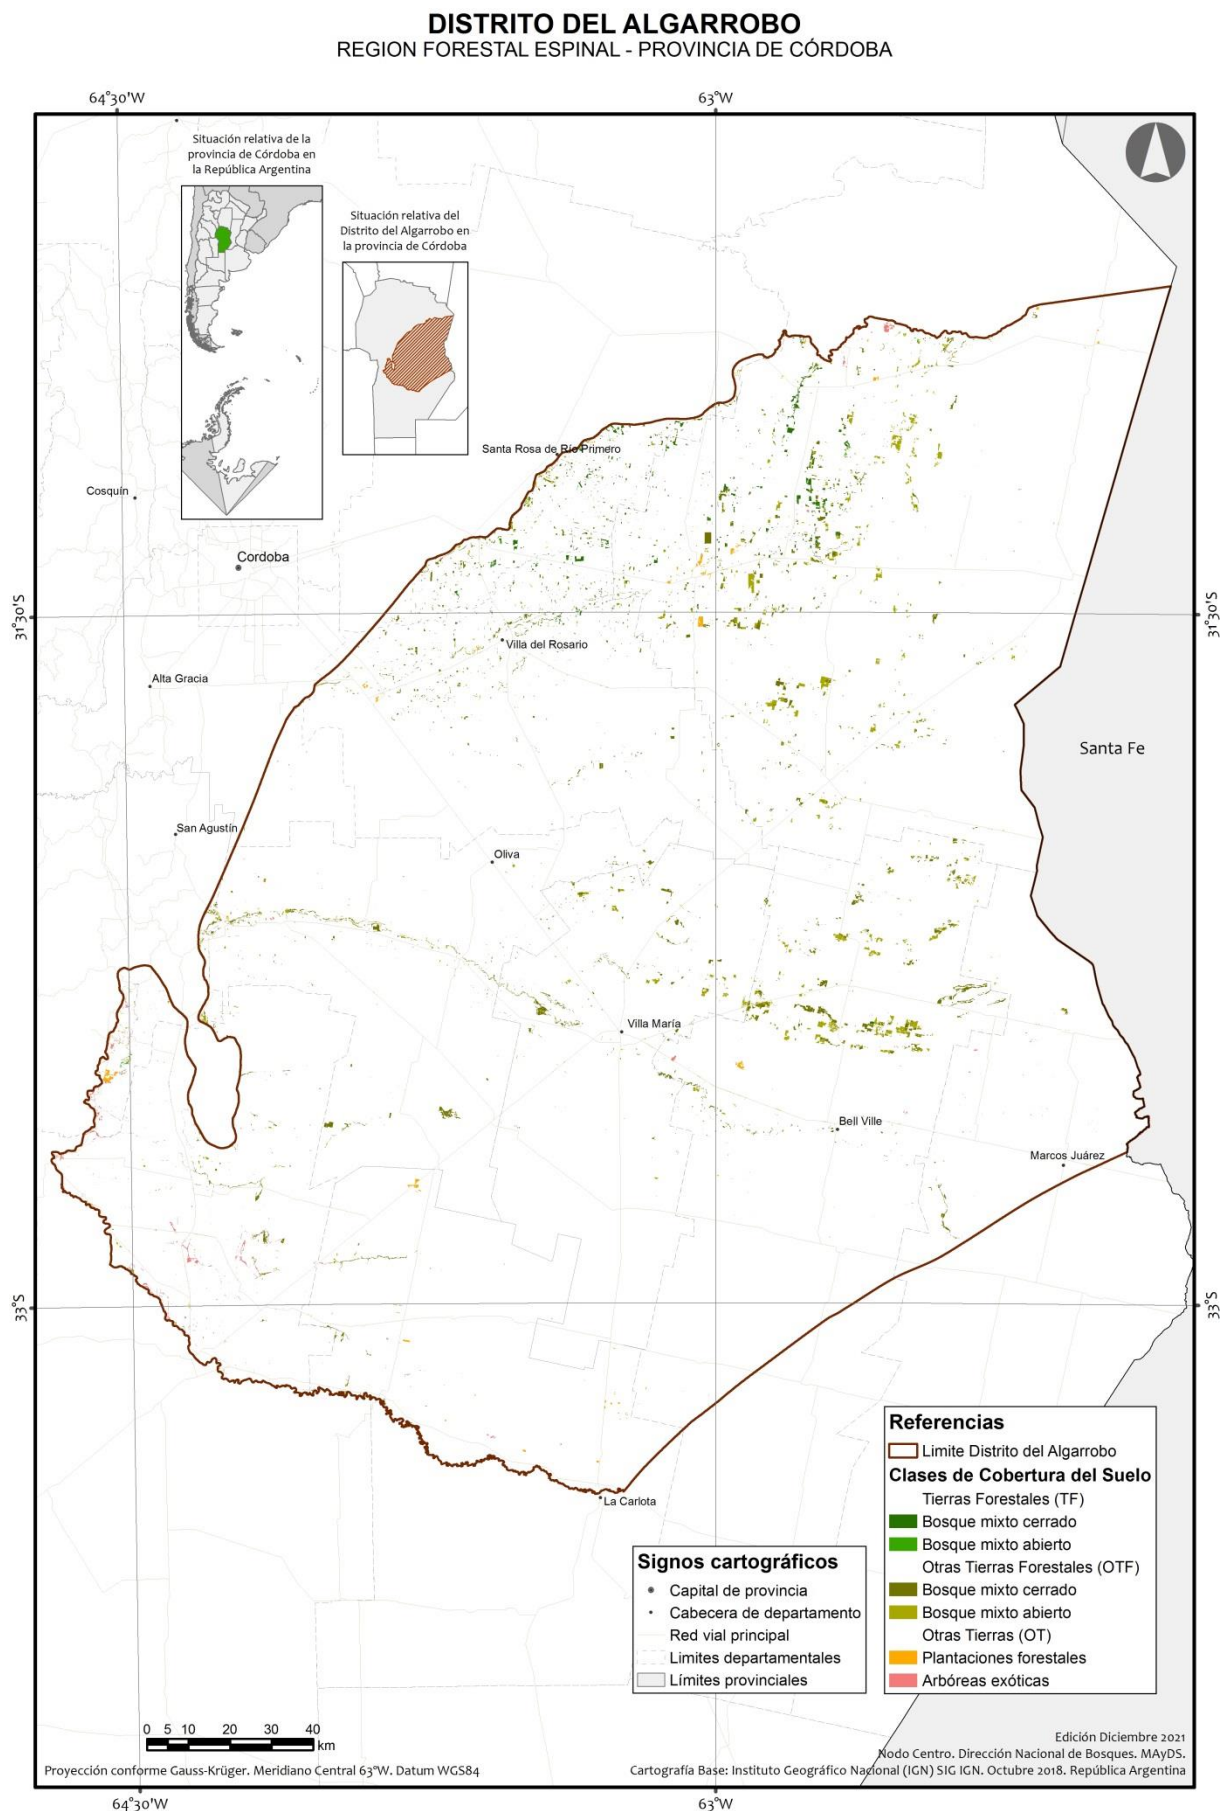 DISTRITO DEL ALGARROBO
REGION FORESTAL ESPINAL - PROVINCIA DE CÓRDOBA
64°30'W
63°W
Situación relativa de la
provincia de Córdoba en
la República Argentina
Situación relativa del
Distrito del Algarrobo en
la provincia de Córdoba
Santa Rosa de Río Primero
Cosquín
Cordoba
31°30'S
31°30'S
Villa del Rosario
Alta Gracia
Santa Fe
San Agustín
Oliva
Villa María
Bell Ville
Marcos Juárez
33°S
33°S
La Carlota
Referencias
Limite Distrito del Algarrobo
Clases de Cobertura del Suelo
Tierras Forestales (TF)
Bosque mixto cerrado
Bosque mixto abierto
Otras Tierras Forestales (OTF)
Bosque mixto cerrado
Bosque mixto abierto
Otras Tierras (OT)
Plantaciones forestales
Arbóreas exóticas
Signos cartográficos
Capital de provincia
Cabecera de departamento
Red vial principal
Limites departamentales
Límites provinciales
0 5 10 20 30 40
km
Proyección conforme Gauss-Krüger. Meridiano Central 63°W. Datum WGS84
Edición Diciembre 2021
Nodo Centro. Dirección Nacional de Bosques. MAyDS.
Cartografía Base: Instituto Geográfico Nacional (IGN) SIG IGN. Octubre 2018. República Argentina
64°30'W
63°W